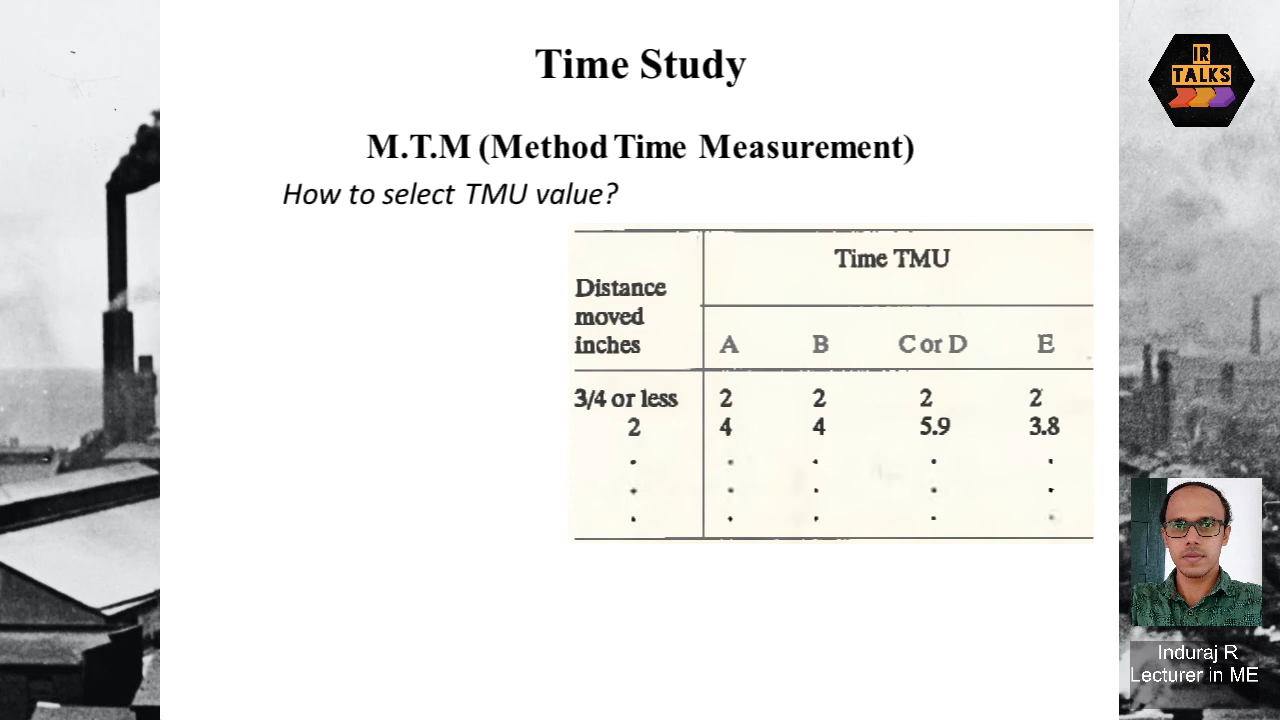 Time Study
M.T.M (Method Time Measurement)
How to select TMU value?
Time TMU
Distance
moved
inches
A B C or D E
3/4 or less 2 2 2 2
2 4 4 5.9 3.8
IR
TALKS
Induraj R
Lecturer in ME